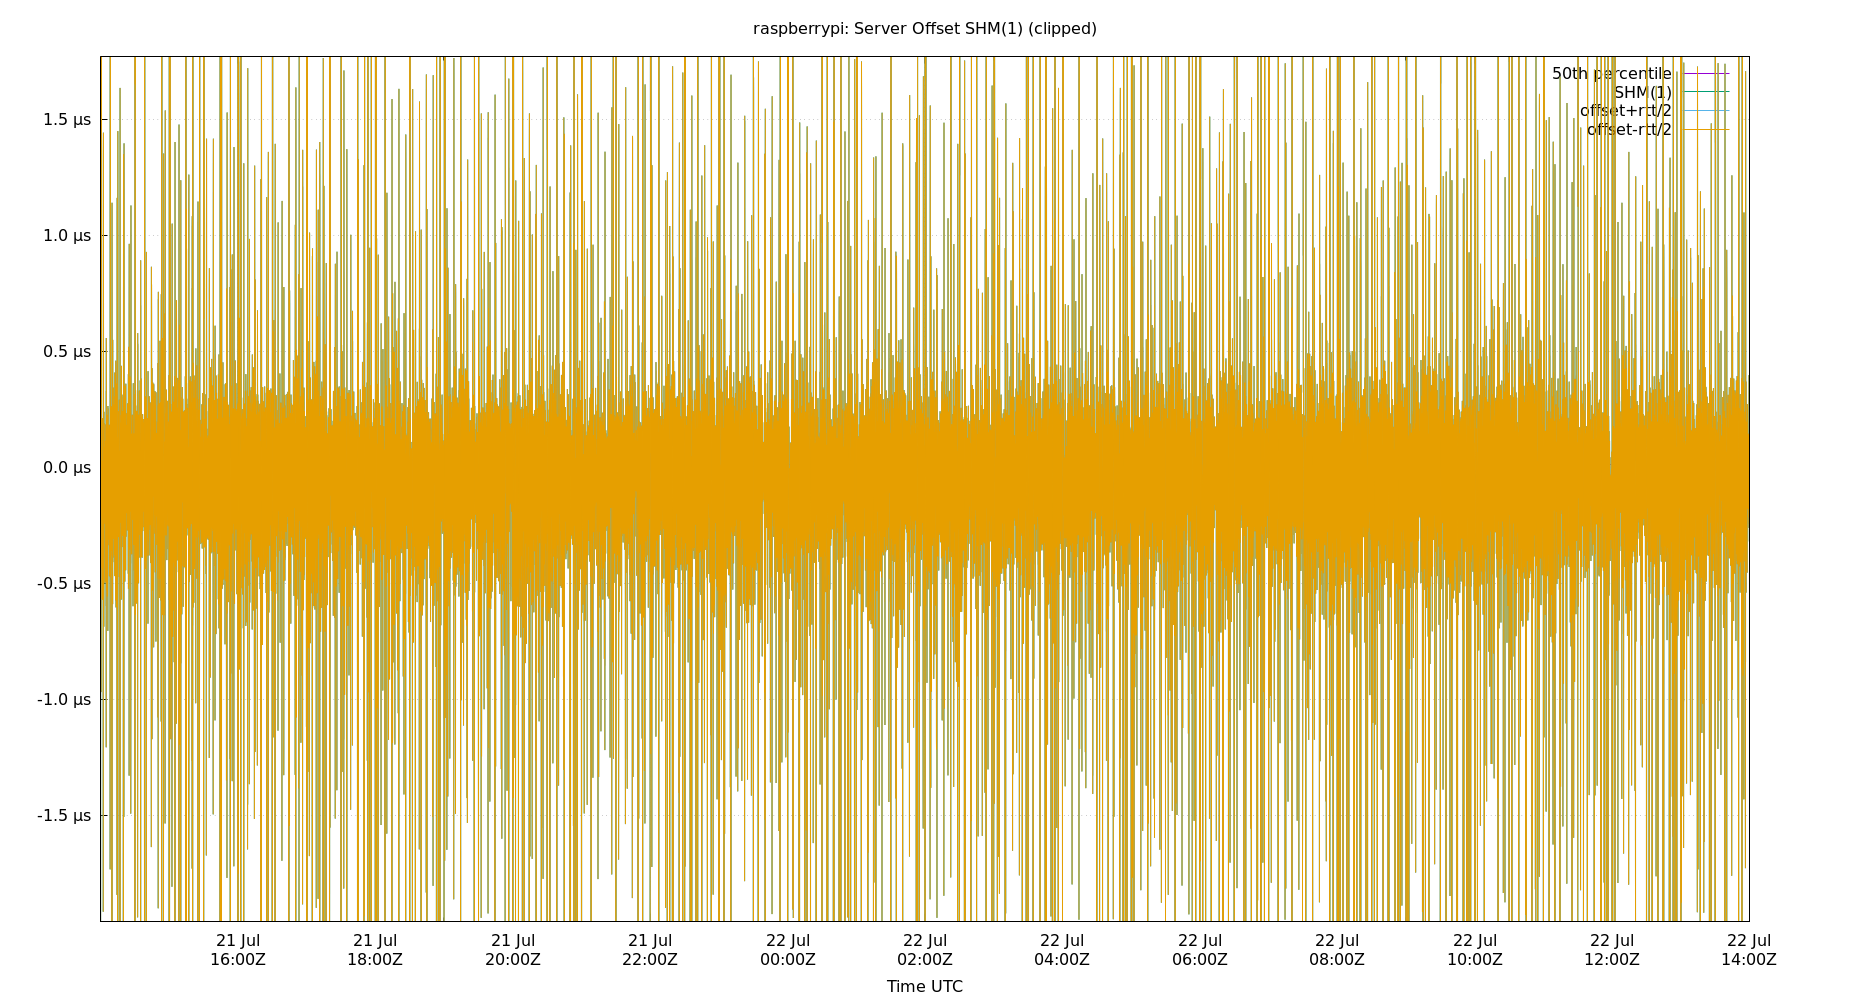 raspberrypi: Server Offset SHM(1) (clipped)
50th percentile
SHM(1)
offset+rtt/2
offset-rtt/2
1.5 µs
1.0 µs
0.5 µs
0.0 µs
-0.5 µs
-1.0 µs
-1.5 µs
21 Jul 21 Jul 21 Jul 21 Jul 22 Jul 22 Jul 22 Jul 22 Jul 22 Jul 22 Jul 22 Jul 22 Jul
16:00Z 18:00Z 20:00Z 22:00Z 00:00Z 02:00Z 04:00Z 06:00Z 08:00Z 10:00Z 12:00Z 14:00Z
Time UTC